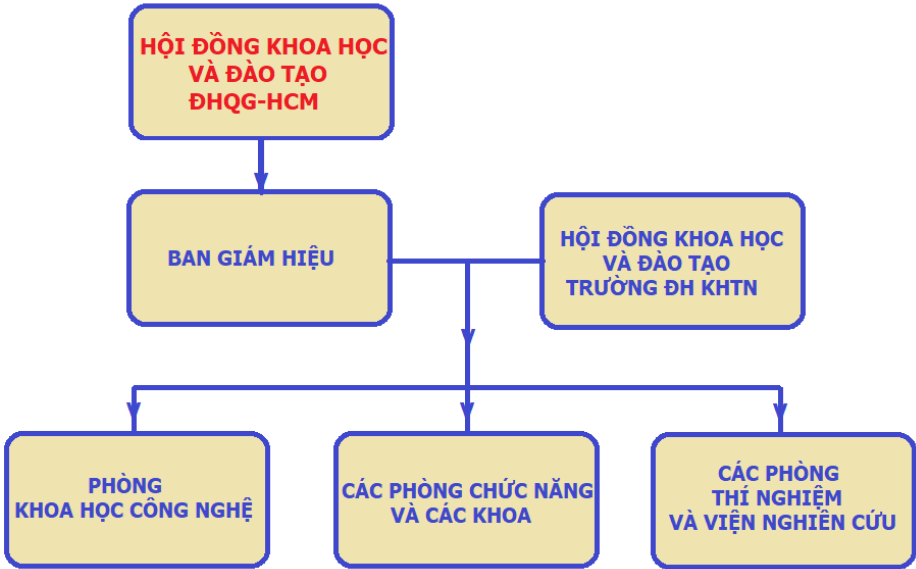 HỘI ĐỒNG KHOA HỌC
VÀ ĐÀO TẠO
ĐHQG-HCM
BAN GIÁM HIỆU
HỘI ĐỒNG KHOA HỌC
VÀ ĐÀO TẠO
TRƯỜNG ĐH KHTN
PHÒNG
KHOA HỌC CÔNG NGHỆ
CÁC PHÒNG CHỨC NĂNG
VÀ CÁC KHOA
CÁC PHÒNG
THÍ NGHIỆM
VÀ VIỆN NGHIÊN CỨU